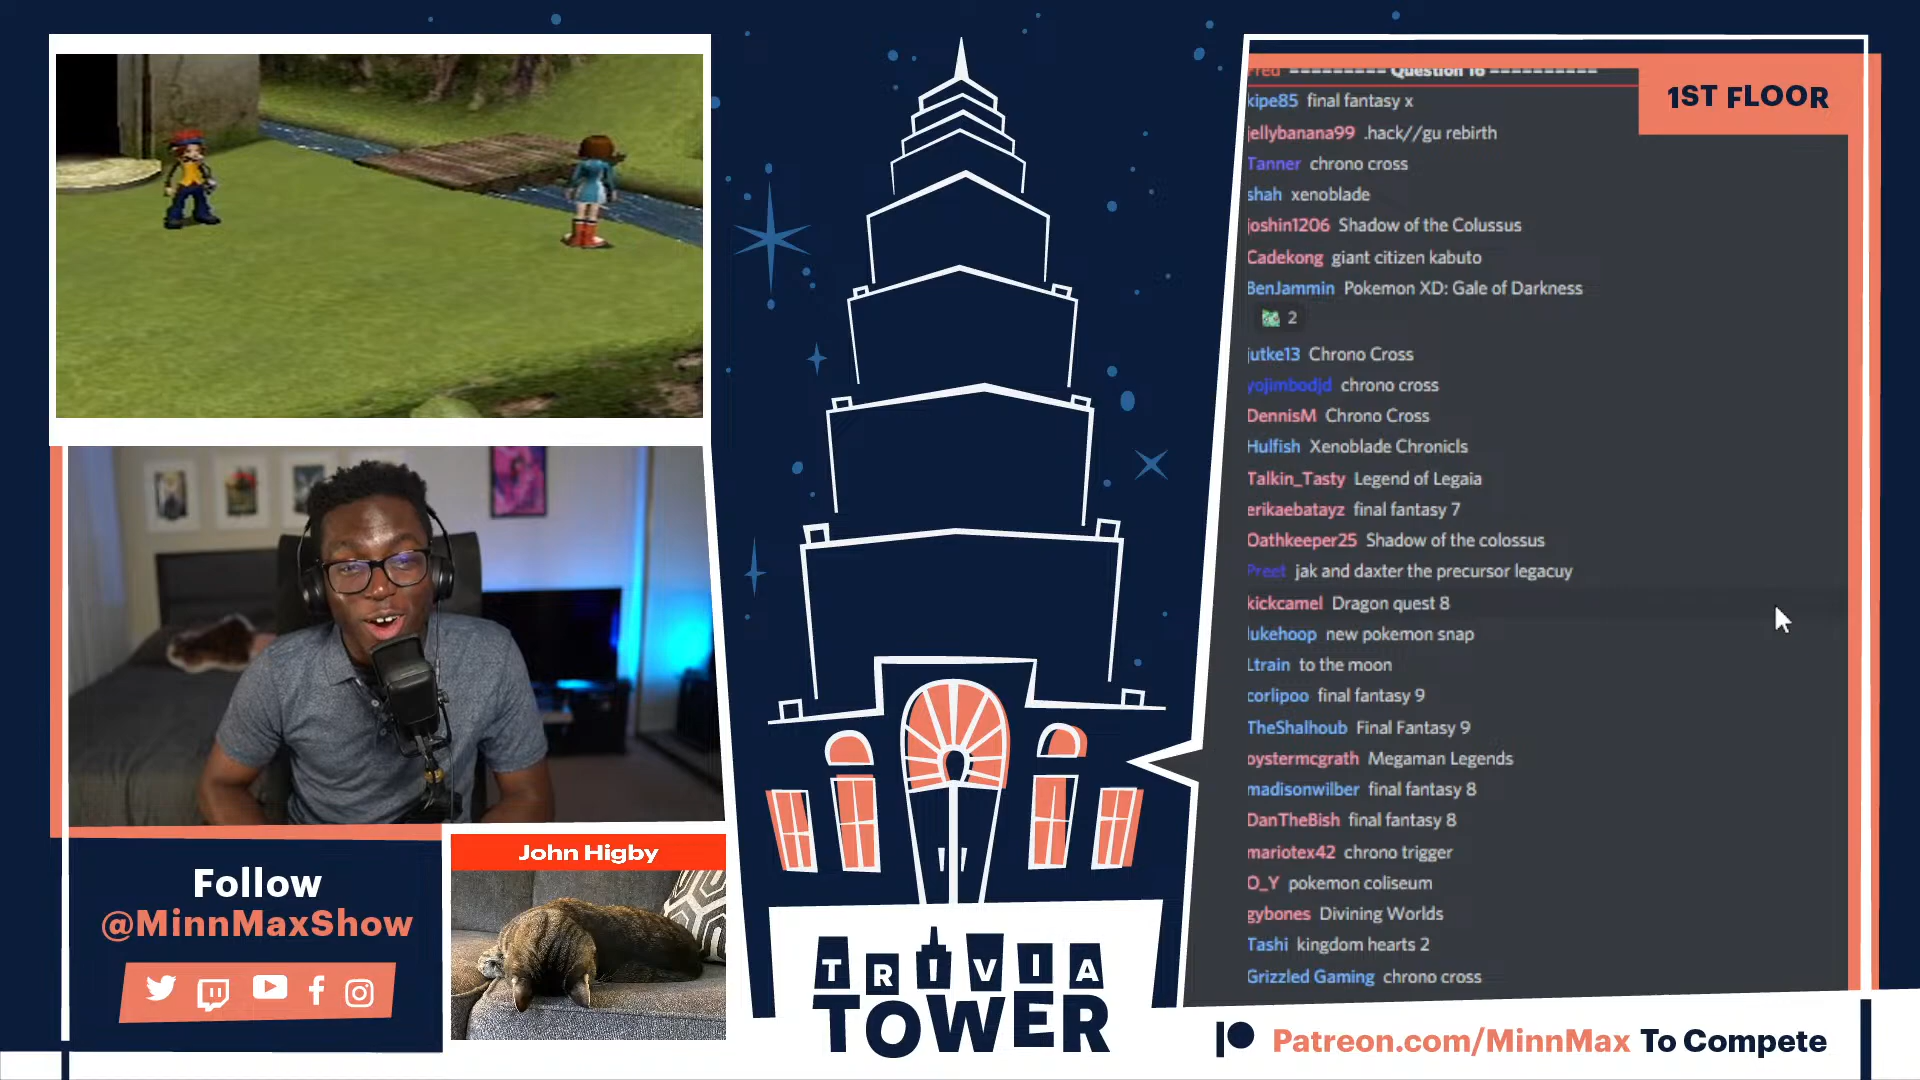 Fred ========= Question 16 ==========
1ST FLOOR
kipe85 final fantasy x
jellybanana99 .hack//gu rebirth
Tanner chrono cross
shah xenoblade
joshin1206 Shadow of the Colussus
Cadekong giant citizen kabuto
BenJammin Pokemon XD: Gale of Darkness
2
jutke13 Chrono Cross
yojimbodjd chrono cross
DennisM Chrono Cross
Hulfish Xenoblade Chronicls
Talkin_Tasty Legend of Legaia
erikaebatayz final fantasy 7
Oathkeeper25 Shadow of the colossus
Preet jak and daxter the precursor legacuy
kickcamel Dragon quest 8
lukehoop new pokemon snap
Ltrain to the moon
corlipoo final fantasy 9
TheShalhoub Final Fantasy 9
oystermcgrath Megaman Legends
madisonwilber final fantasy 8
DanTheBish final fantasy 8
mariotex42 chrono trigger
O_Y pokemon coliseum
gybones Divining Worlds
Tashi kingdom hearts 2
Grizzled Gaming chrono cross
John Higby
Follow
@MinnMaxShow
TRIVIA
TOWER
Patreon.com/MinnMax To Compete